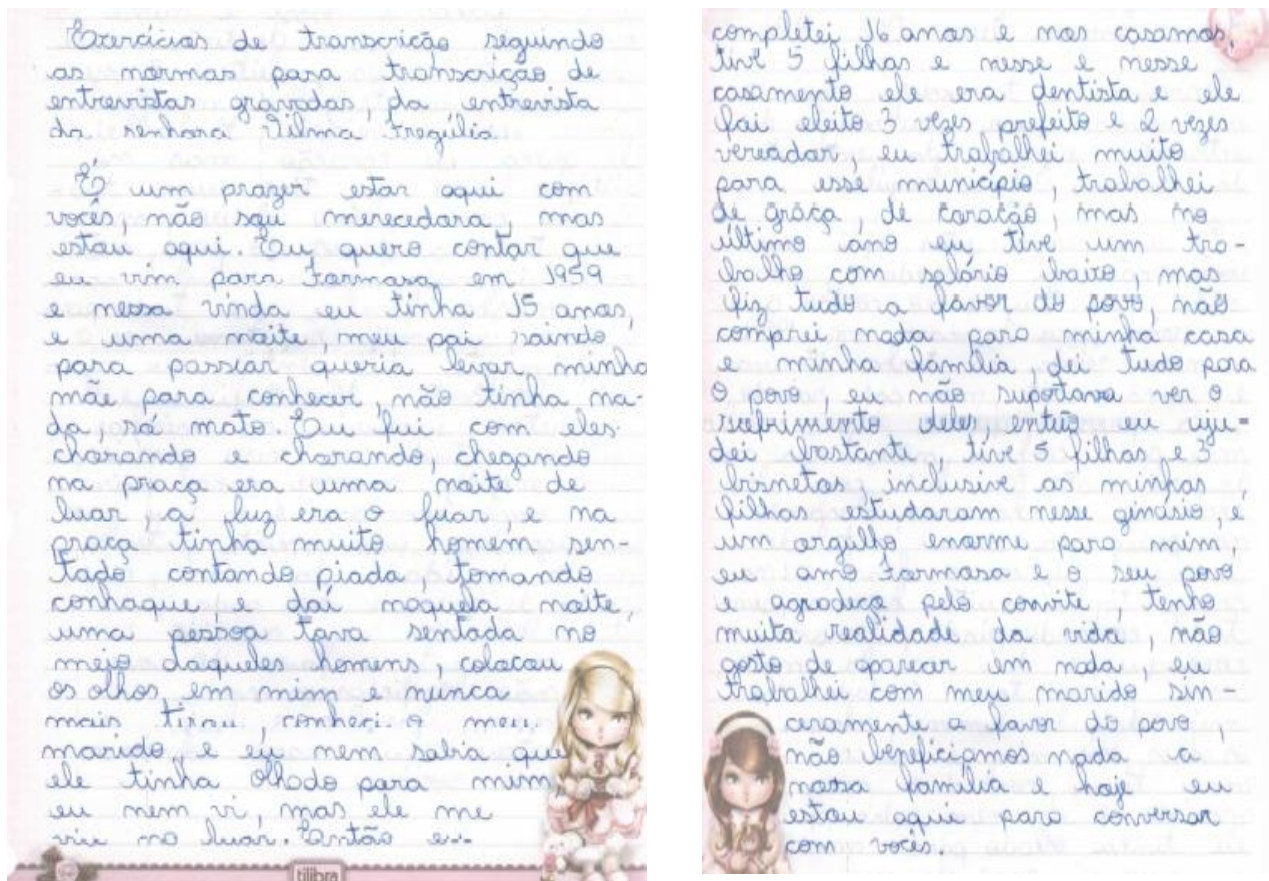 Exercícios de transcrição seguindo
as normas para transcrição de
entrevistas gravadas, da entrevista
da senhora Vilma Tregúlia
É um prazer estar aqui com
vocês, não sou merecedora, mas
estou aqui. Eu quero contar que
eu vim para Formosa em 1959
e nessa vinda eu tinha 15 anos,
e uma noite, meu pai saindo
para passear queria levar minha
mãe para conhecer, não tinha na-
da, só mato. Eu fui com eles
chorando e chorando, chegando
na praça era uma noite de
luar, a luz era o luar, e na
praça tinha muito homem sen-
tado contando piada tomando
conhaque e daí naquela noite,
uma pessoa tava sentada no
meio daqueles homens, colocou
os olhos em mim e nunca
mais tirou, conheci o meu
marido e eu nem sabia que
ele tinha olhado para mim,
eu nem vi, mas ele me
viu no luar. Então e--
tilibra
completei 16 anos e nos casamos,
tive 5 filhas e nesse e nesse
casamento ele era dentista e ele
foi eleito 3 vezes prefeito e 2 vezes
vereador, eu trabalhei muito
para esse município, trabalhei
de graça, de coração, mas no
último ano eu tive um tra-
balho com salário baixo, mas
fiz tudo a favor do povo, não
comprei nada para minha casa
e minha família, dei tudo para
o povo eu não suportava ver o
sofrimento deles, então eu aju=
dei bastante tive 5 filhas e 3
bisnetos, inclusive as minhas
filhas estudaram nesse ginásio, é
um orgulho enorme para mim,
eu amo Formosa e o seu povo
e agradeço pelo convite, tenho
muita realidade da vida, não
gosto de aparecer em nada, eu
trabalhei com meu marido sin-
ceramente a favor do povo,
não beneficiamos nada a
nossa família e hoje eu
estou aqui para conversar
com vocês.